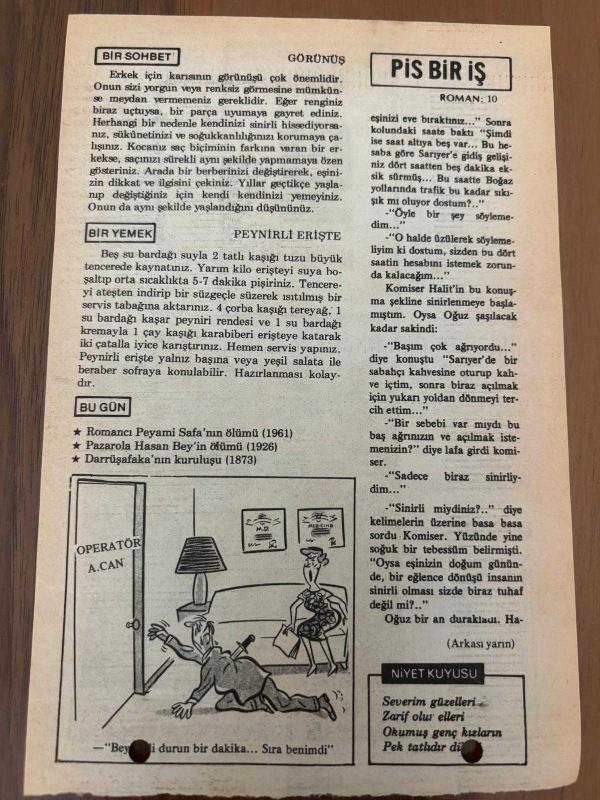 BİR SOHBET
GÖRÜNÜŞ
Erkek için karısının görünüşü çok önemlidir.
Onun sizi yorgun veya renksiz görmesine mümkün-
se meydan vermemeniz gereklidir. Eğer renginiz
biraz uçtuysa, bir parça uyumaya gayret ediniz.
Herhangi bir nedenle kendinizi sinirli hissediyorsa-
nız, sükünetinizi ve soğukkanlılığınızı korumaya ça-
lışınız. Kocanız saç biçiminin farkına varan bir er-
kekse, saçınızı sürekli aynı şekilde yapmamaya özen
gösteriniz. Arada bir berberinizi değiştirerek, eşini-
zin dikkat ve ilgisini çekiniz. Yıllar geçtikçe yaşla-
nıp değiştiğiniz için kendi kendinizi yemeyiniz.
Onun da aynı şekilde yaşlandığını düşününüz.
BİR YEMEK
PEYNİRLİ ERİŞTE
Beş su bardağı suyla 2 tatlı kaşığı tuzu büyük
tencerede kaynatınız. Yarım kilo erişteyi suya bo-
şaltıp orta sıcaklıkta 5-7 dakika pişiriniz. Tencere-
yi ateşten indirip bir süzgeçle süzerek ısıtılmış bir
servis tabağına aktarınız. 4 çorba kaşığı tereyağ, 1
su bardağı kaşar peyniri rendesi ve 1 su bardağı
kremayla 1 çay kaşığı karabiberi erişteye katarak
iki çatalla iyice karıştırınız. Hemen servis yapınız.
Peynirli erişte yalnız başına veya yeşil salata ile
beraber sofraya konulabilir. Hazırlanması kolay-
dır.
BU GÜN
★ Romancı Peyami Safa'nın ölümü (1961)
★ Pazarola Hasan Bey'in ölümü (1926)
★ Darrüşafaka'nın kuruluşu (1873)
OPERATÖR
A.CAN
M.D.
MEDICINE
—"Bey durun bir dakika... Sıra benimdi"
PİS BİR İŞ
ROMAN: 10
eşinizi eve bıraktınız..." Sonra
kolundaki saate baktı "Şimdi
ise saat altıya beş var... Bu he-
saba göre Sarıyer'e gidiş gelişi-
niz dört saatten beş dakika ek-
sik sürmüş... Bu saatte Boğaz
yollarında trafik bu kadar sıkı-
şık mı oluyor dostum?.."
-"Öyle bir şey söyleme-
dim..."
-"O halde üzülerek söyleme-
liyim ki dostum, sizden bu dört
saatin hesabını istemek zorun-
da kalacağım..."
Komiser Halit'in bu konuş-
ma şekline sinirlenmeye başla-
mıştım. Oysa Oğuz şaşılacak
kadar sakindi:
-"Başım çok ağrıyordu..."
diye konuştu "Sarıyer'de bir
sabahçı kahvesine oturup kah-
ve içtim, sonra biraz açılmak
için yukarı yoldan dönmeyi ter-
cih ettim..."
-"Bir sebebi var mıydı bu
baş ağrınızın ve açılmak iste-
menizin?" diye lafa girdi komi-
ser.
-"Sadece biraz sinirliy-
dim..."
-"Sinirli miydiniz?.." diye
kelimelerin üzerine basa basa
sordu Komiser. Yüzünde yine
soğuk bir tebessüm belirmişti.
"Oysa eşinizin doğum günün-
de, bir eğlence dönüşü insanın
sinirli olması sizde biraz tuhaf
değil mi?.."
Oğuz bir an durakladı. Ha-
(Arkası yarın)
NİYET KUYUSU
Severim güzelleri
Zarif olur elleri
Okumuş genç kızların
Pek tatlıdır